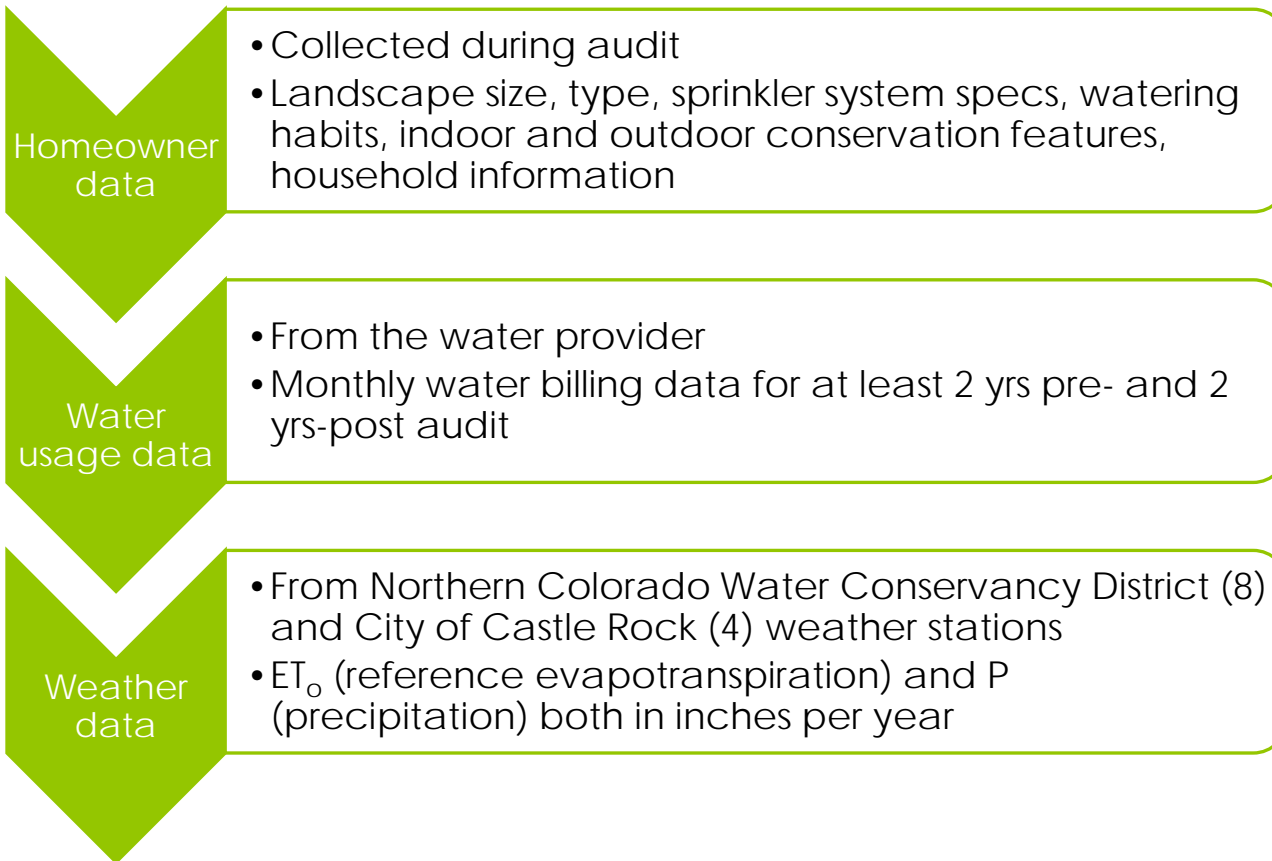 Homeowner
data
• Collected during audit
• Landscape size, type, sprinkler system specs, watering
habits, indoor and outdoor conservation features,
household information
Water
usage data
• From the water provider
• Monthly water billing data for at least 2 yrs pre- and 2
yrs-post audit
Weather
data
• From Northern Colorado Water Conservancy District (8)
and City of Castle Rock (4) weather stations
• ETo (reference evapotranspiration) and P
(precipitation) both in inches per year